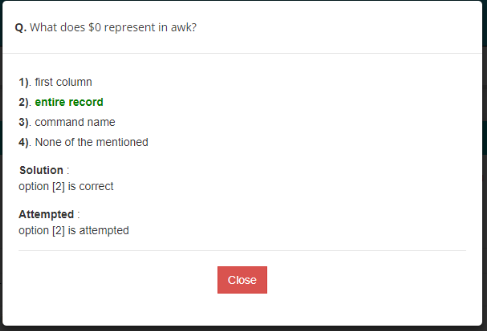 Q. What does $0 represent in awk?
1). first column
2). entire record
3). command name
4). None of the mentioned
Solution :
option [2] is correct
Attempted :
option [2] is attempted
Close